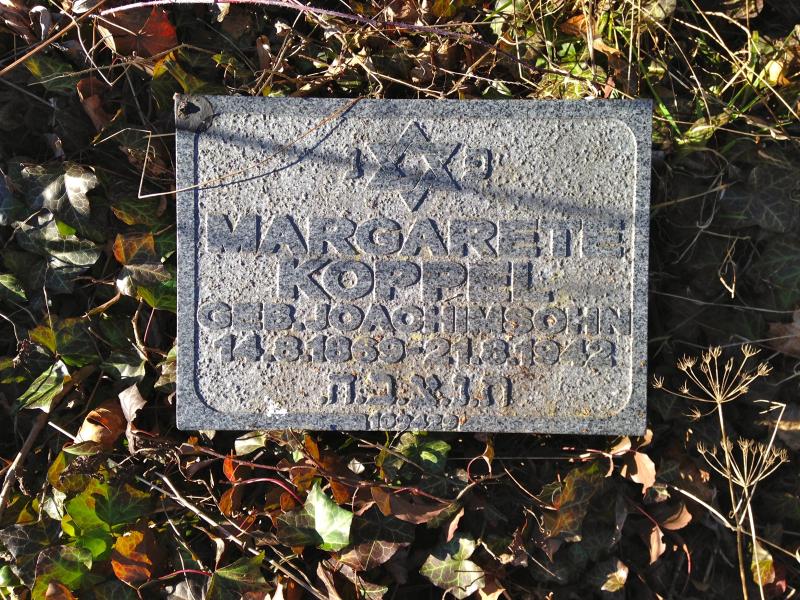 פ נ
MARGARETE
KOPPEL
GEB. JOACHIMSOHN
14.8.1869-21.8.1942
ת.נ.צ.ב.ה.